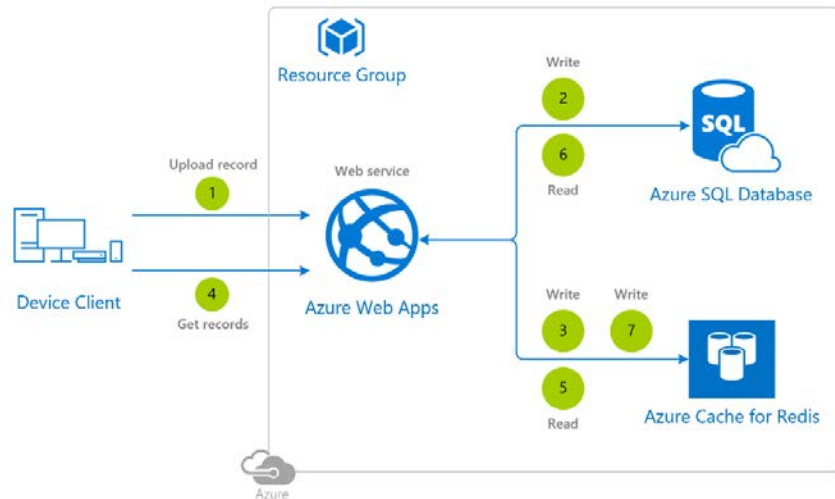 Resource Group
Write
2
SQL
6
Read
Azure SQL Database
Upload record
1
Web service
Device Client
4
Get records
Azure Web Apps
Write
Write
3
7
5
Read
Azure Cache for Redis
Azure